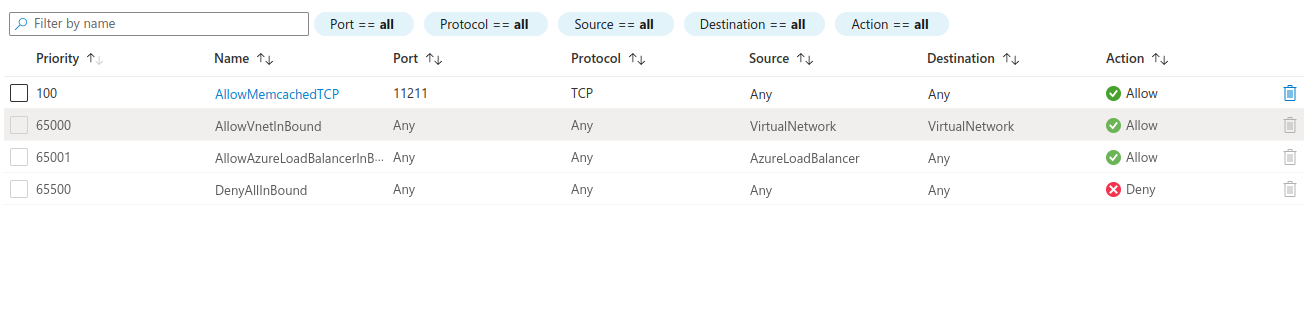 Filter by name Port == all Protocol == all Source == all Destination == all Action == all
Priority ↑↓ Name ↑↓ Port ↑↓ Protocol ↑↓ Source ↑↓ Destination ↑↓ Action ↑↓
100 AllowMemcachedTCP 11211 TCP Any Any Allow
65000 AllowVnetInBound Any Any VirtualNetwork VirtualNetwork Allow
65001 AllowAzureLoadBalancerInB... Any Any AzureLoadBalancer Any Allow
65500 DenyAllInBound Any Any Any Any Deny